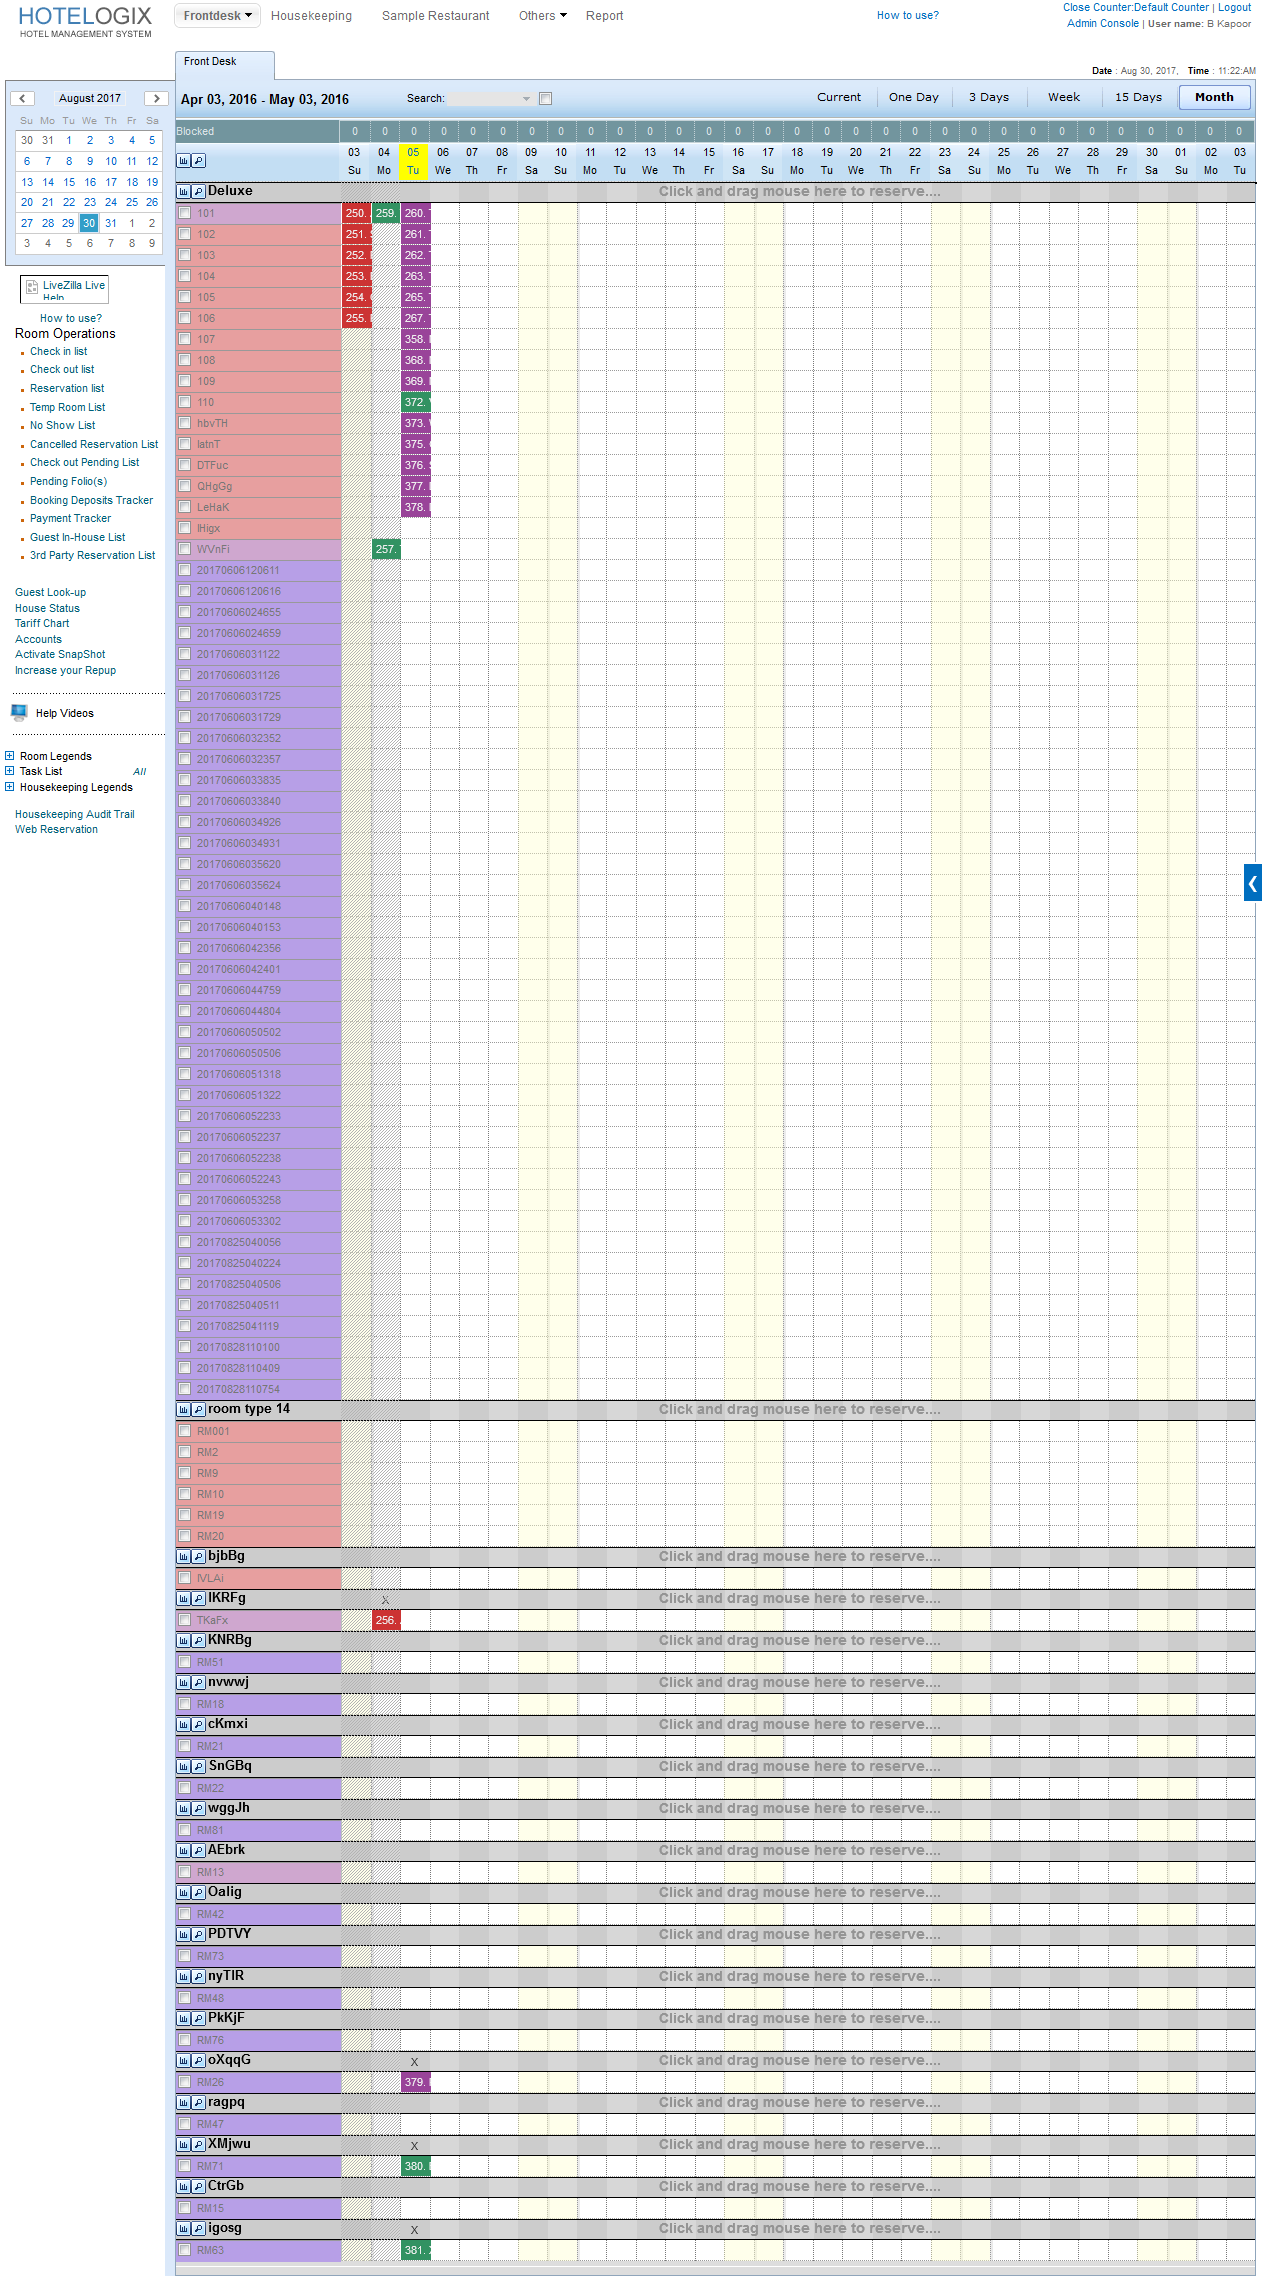 HOTELOGIX
HOTEL MANAGEMENT SYSTEM
Frontdesk Housekeeping Sample Restaurant Others Report
How to use?
Close Counter:Default Counter | Logout
Admin Console | User name: B Kapoor
Front Desk
Date : Aug 30, 2017, Time : 11:22:AM
August 2017
Su Mo Tu We Th Fr Sa
30 31 1 2 3 4 5
6 7 8 9 10 11 12
13 14 15 16 17 18 19
20 21 22 23 24 25 26
27 28 29 30 31 1 2
3 4 5 6 7 8 9
LiveZilla Live
Help
How to use?
Room Operations
Check in list
Check out list
Reservation list
Temp Room List
No Show List
Cancelled Reservation List
Check out Pending List
Pending Folio(s)
Booking Deposits Tracker
Payment Tracker
Guest In-House List
3rd Party Reservation List
Guest Look-up
House Status
Tariff Chart
Accounts
Activate SnapShot
Increase your Repup
Help Videos
Room Legends
Task List All
Housekeeping Legends
Housekeeping Audit Trail
Web Reservation
Apr 03, 2016 - May 03, 2016 Search: Current One Day 3 Days Week 15 Days Month
Blocked 0 0 0 0 0 0 0 0 0 0 0 0 0 0 0 0 0 0 0 0 0 0 0 0 0 0 0 0 0 0 0
03 04 05 06 07 08 09 10 11 12 13 14 15 16 17 18 19 20 21 22 23 24 25 26 27 28 29 30 01 02 03
Su Mo Tu We Th Fr Sa Su Mo Tu We Th Fr Sa Su Mo Tu We Th Fr Sa Su Mo Tu We Th Fr Sa Su Mo Tu
Deluxe Click and drag mouse here to reserve....
101 250. 259. 260.
102 251. 261.
103 252. 262.
104 253. 263.
105 254. 265.
106 255. 267.
107 358.
108 368.
109 369.
110 372.
hbvTH 373.
375.
DTFuc 376.
QHgGg 377.
LeHaK 378.
WVnFi 257.
20170606120611
20170606120616
20170606024655
20170606024659
20170606031122
20170606031126
20170606031725
20170606031729
20170606032352
20170606032357
20170606033835
20170606033840
20170606034926
20170606034931
20170606035620
20170606035624
20170606040148
20170606040153
20170606042356
20170606042401
20170606044759
20170606044804
20170606050502
20170606050506
20170606051318
20170606051322
20170606052233
20170606052237
20170606052238
20170606052243
20170606053258
20170606053302
20170825040056
20170825040224
20170825040506
20170825040511
20170825041119
20170828110100
20170828110409
20170828110754
room type 14 Click and drag mouse here to reserve....
RM001
RM2
RM9
RM10
RM19
RM20
bjbBg Click and drag mouse here to reserve....
X Click and drag mouse here to reserve....
TKaFx 256.
KNRBg Click and drag mouse here to reserve....
RM51
nvwwj Click and drag mouse here to reserve....
RM18
cKmxi Click and drag mouse here to reserve....
RM21
SnGBq Click and drag mouse here to reserve....
RM22
wggJh Click and drag mouse here to reserve....
RM81
AEbrk Click and drag mouse here to reserve....
RM13
Click and drag mouse here to reserve....
RM42
PDTVY Click and drag mouse here to reserve....
RM73
Click and drag mouse here to reserve....
RM48
PkKjF Click and drag mouse here to reserve....
RM76
oXqqG X Click and drag mouse here to reserve....
RM26 379.
ragpq Click and drag mouse here to reserve....
RM47
XMjwu X Click and drag mouse here to reserve....
RM71 380.
CtrGb Click and drag mouse here to reserve....
RM15
igosg X Click and drag mouse here to reserve....
RM63 381.